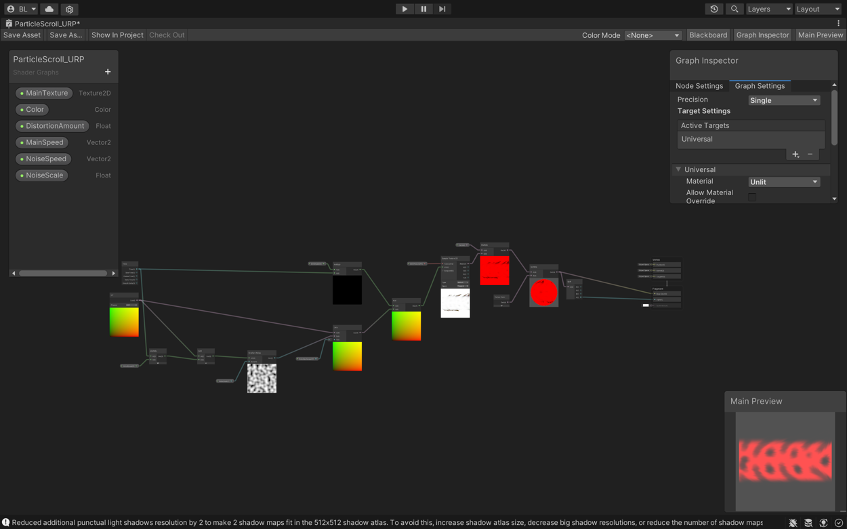 BL
Layers
Layout
ParticleScroll_URP*
Save Asset
Save As...
Show In Project
Check Out
Color Mode
<None>
Blackboard
Graph Inspector
Main Preview
ParticleScroll_URP
Shader Graphs
MainTexture
Texture2D
Color
Color
DistortionAmount
Float
MainSpeed
Vector2
NoiseSpeed
Vector2
NoiseScale
Float
Graph Inspector
Node Settings
Graph Settings
Precision
Single
Target Settings
Active Targets
Universal
Universal
Material
Unlit
Allow Material
Override
Main Preview
Reduced additional punctual light shadows resolution by 2 to make 2 shadow maps fit in the 512x512 shadow atlas. To avoid this, increase shadow atlas size, decrease big shadow resolutions, or reduce the number of shadow maps